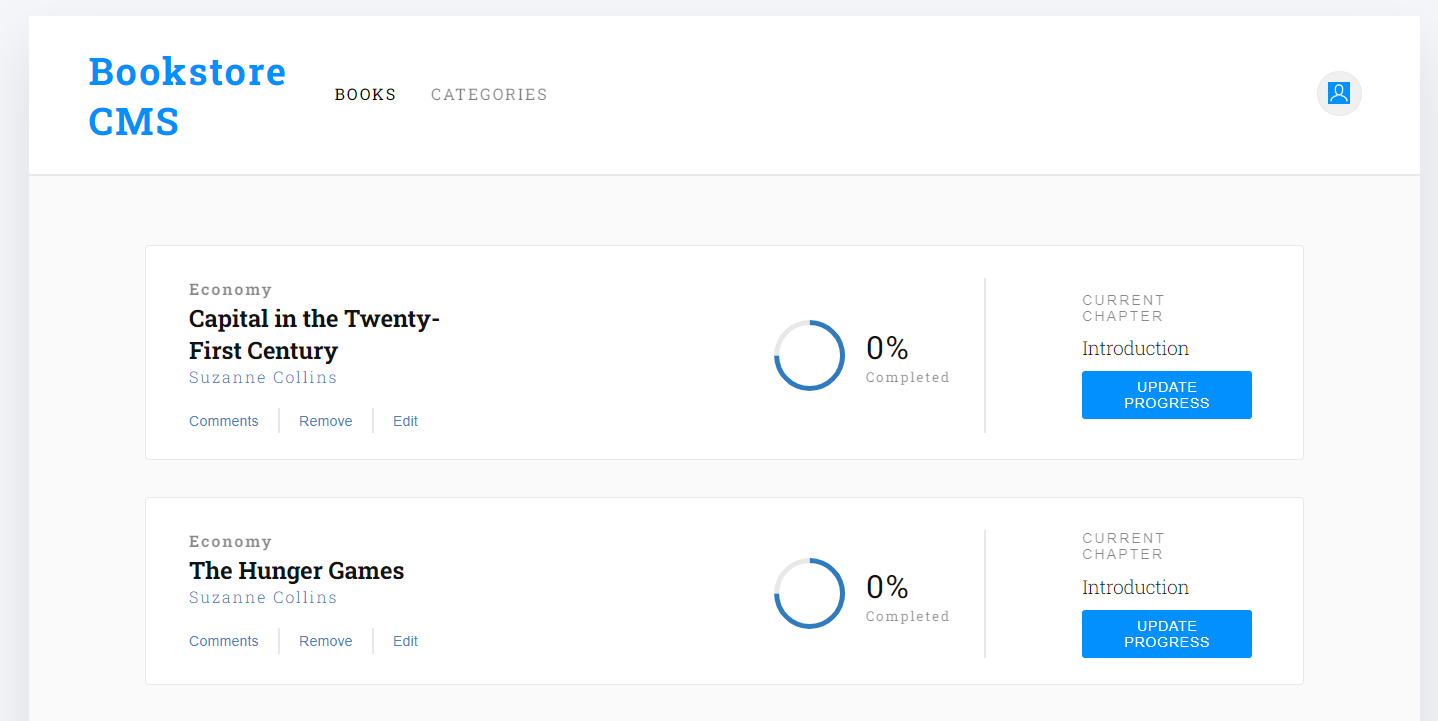 Bookstore
CMS
BOOKS
CATEGORIES
Economy
Capital in the Twenty-
First Century
Suzanne Collins
Comments
Remove
Edit
0%
Completed
CURRENT
CHAPTER
Introduction
UPDATE
PROGRESS
Economy
The Hunger Games
Suzanne Collins
Comments
Remove
Edit
0%
Completed
CURRENT
CHAPTER
Introduction
UPDATE
PROGRESS